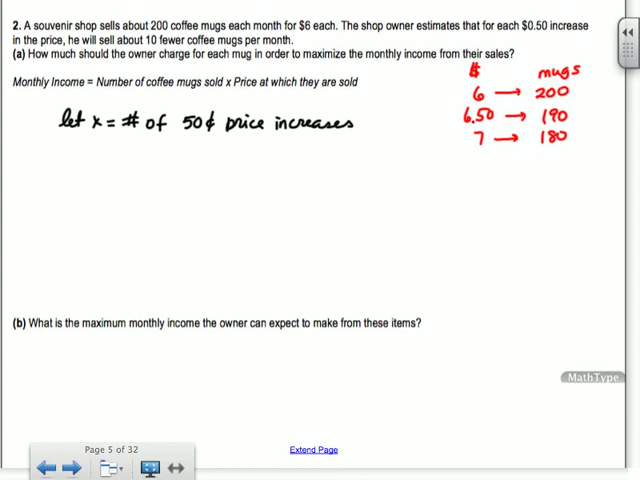 2. A souvenir shop sells about 200 coffee mugs each month for $6 each. The shop owner estimates that for each $0.50 increase
in the price, he will sell about 10 fewer coffee mugs per month.
(a) How much should the owner charge for each mug in order to maximize the monthly income from their sales?
$ mugs
Monthly Income = Number of coffee mugs sold x Price at which they are sold
6 → 200
let x = # of 50¢ price increases
6.50 → 190
7 → 180
(b) What is the maximum monthly income the owner can expect to make from these items?
MathType
Page 5 of 32
Extend Page